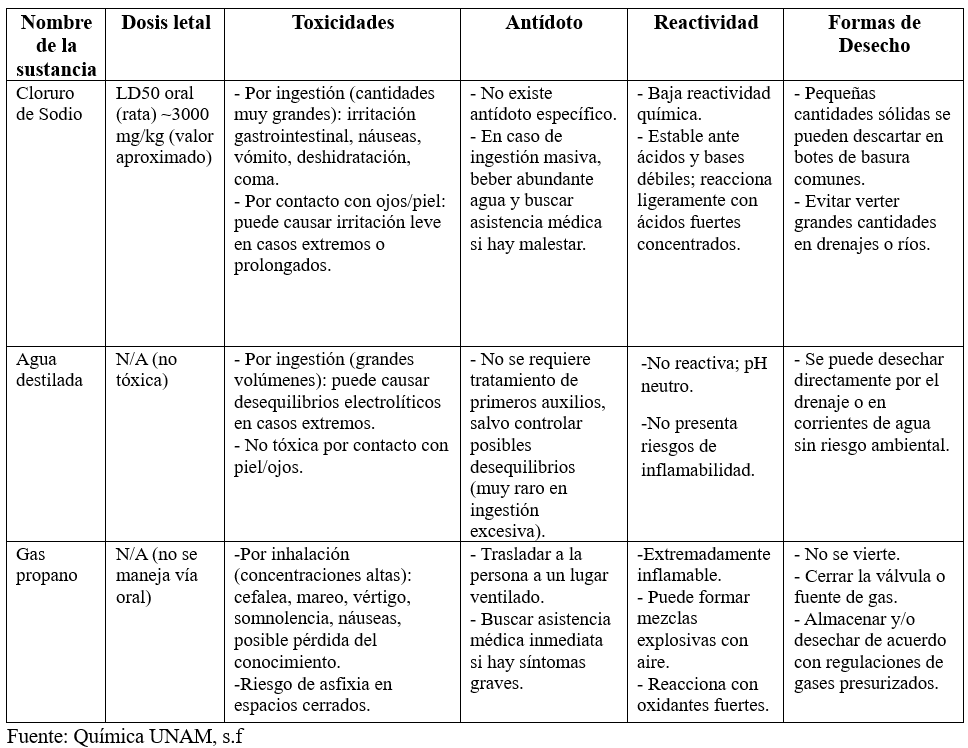 Nombre
de la
sustancia
Dosis letal
Toxicidades
Antídoto
Reactividad
Formas de
Desecho
Cloruro
de Sodio
LD50 oral
(rata) ~3000
mg/kg (valor
aproximado)
- Por ingestión (cantidades
muy grandes): irritación
gastrointestinal, náuseas,
vómito, deshidratación,
coma.
- Por contacto con ojos/piel:
puede causar irritación leve
en casos extremos o
prolongados.
- No existe
antídoto específico.
- En caso de
ingestión masiva,
beber abundante
agua y buscar
asistencia médica
si hay malestar.
- Baja reactividad
química.
- Estable ante
ácidos y bases
débiles; reacciona
ligeramente con
ácidos fuertes
concentrados.
- Pequeñas
cantidades sólidas se
pueden descartar en
botes de basura
comunes.
- Evitar verter
grandes cantidades
en drenajes o ríos.
Agua
destilada
N/A (no
tóxica)
- Por ingestión (grandes
volúmenes): puede causar
desequilibrios electrolíticos
en casos extremos.
- No tóxica por contacto con
piel/ojos.
- No se requiere
tratamiento de
primeros auxilios,
salvo controlar
posibles
desequilibrios
(muy raro en
ingestión
excesiva).
-No reactiva; pH
neutro.
-No presenta
riesgos de
inflamabilidad.
- Se puede desechar
directamente por el
drenaje o en
corrientes de agua
sin riesgo ambiental.
Gas
propano
N/A (no se
maneja vía
oral)
-Por inhalación
(concentraciones altas):
cefalea, mareo, vértigo,
somnolencia, náuseas,
posible pérdida del
conocimiento.
-Riesgo de asfixia en
espacios cerrados.
- Trasladar a la
persona a un lugar
ventilado.
- Buscar asistencia
médica inmediata
si hay síntomas
graves.
-Extremadamente
inflamable.
- Puede formar
mezclas
explosivas con
aire.
- Reacciona con
oxidantes fuertes.
- No se vierte.
- Cerrar la válvula o
fuente de gas.
- Almacenar y/o
desechar de acuerdo
con regulaciones de
gases presurizados.
Fuente: Química UNAM, s.f